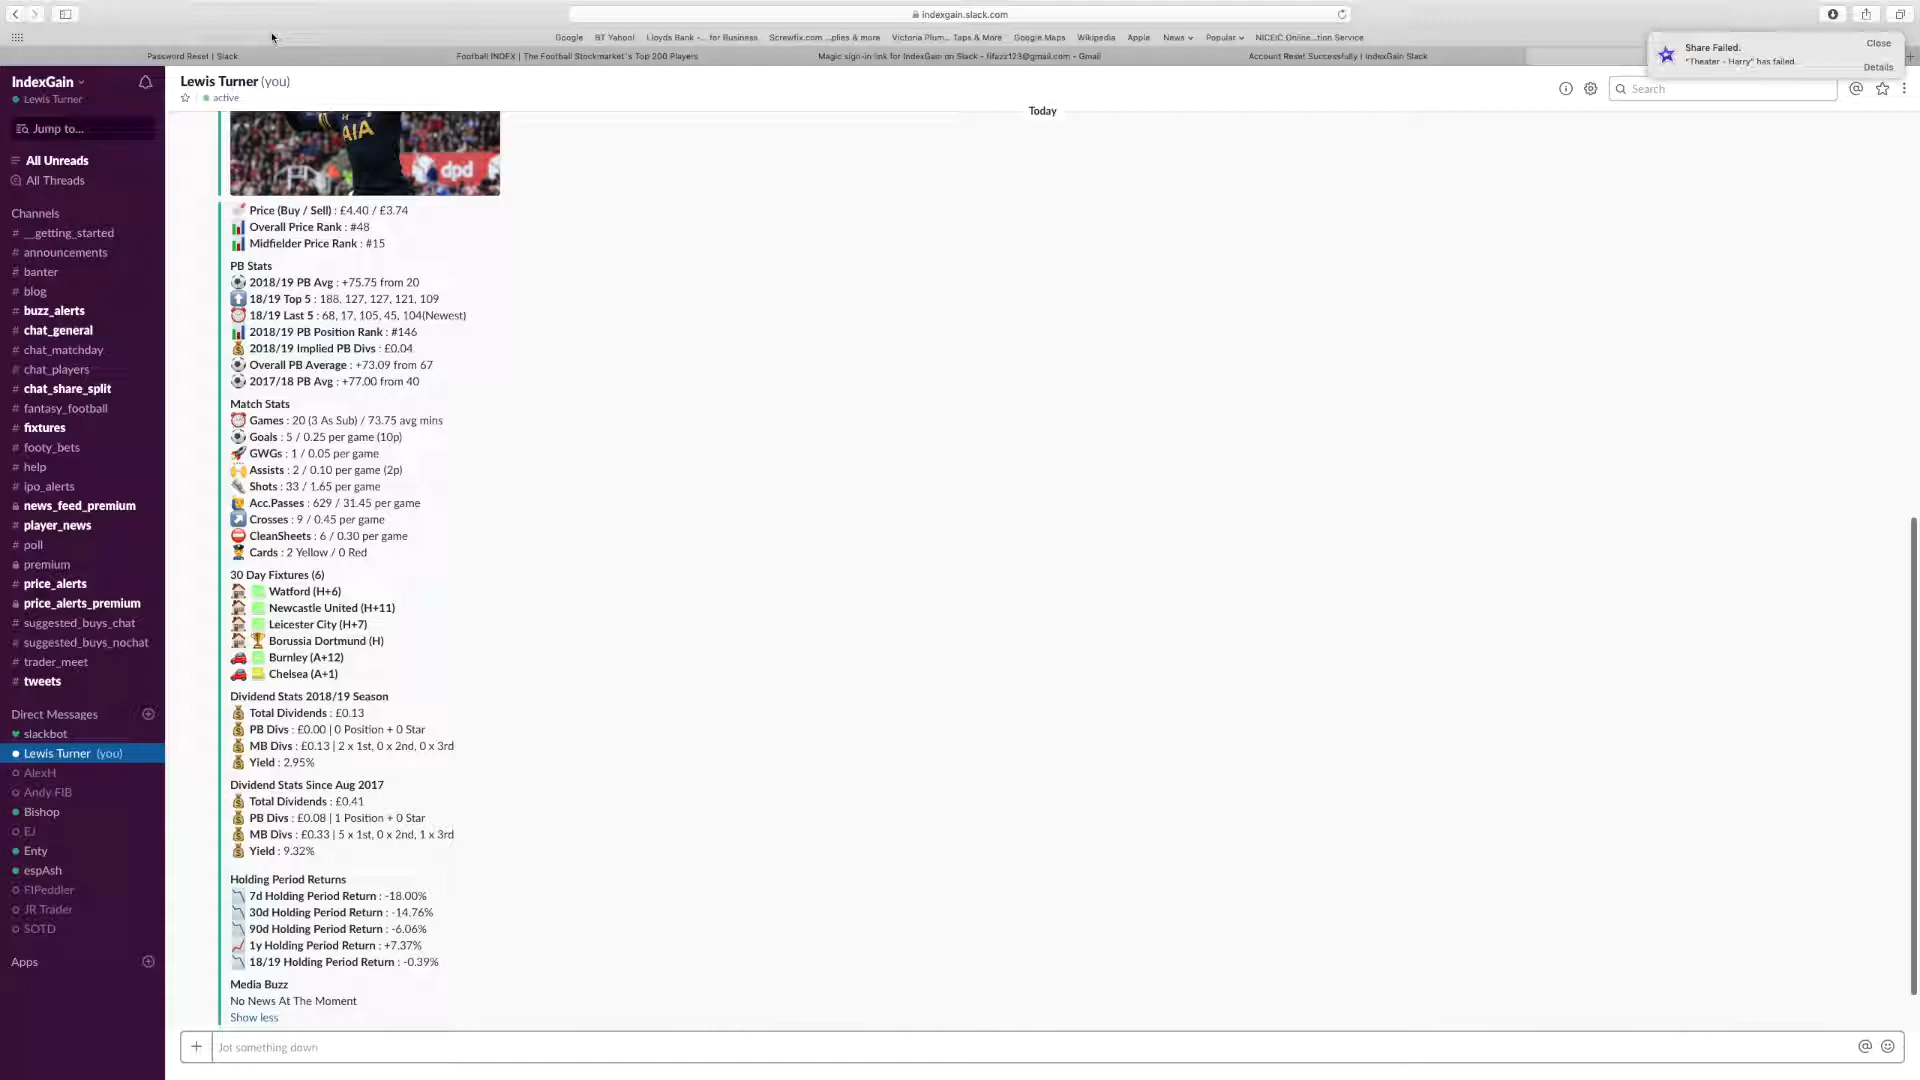 indexgain.slack.com
Google BT Yahoo! Lloyds Bank -... for Business Screwfix.com ...plies & more Victoria Plum... Taps & More Google Maps Wikipedia Apple News Popular NICEIC Online...tion Service
Password Reset | Slack Football INDEX | The Football Stockmarket's Top 200 Players Magic sign-in link for IndexGain on Slack - fifazz123@gmail.com - Gmail Account Reset Successfully | IndexGain Slack
Share Failed.
"Theater - Harry" has failed.
Close
Details
IndexGain
Lewis Turner
Jump to...
All Unreads
All Threads
Channels
# __getting_started
# announcements
# banter
# blog
# buzz_alerts
# chat_general
# chat_matchday
# chat_players
# chat_share_split
# fantasy_football
# fixtures
# footy_bets
# help
# ipo_alerts
news_feed_premium
# player_news
# poll
premium
# price_alerts
price_alerts_premium
# suggested_buys_chat
# suggested_buys_nochat
# trader_meet
# tweets
Direct Messages
slackbot
Lewis Turner (you)
AlexH
Andy FIB
Bishop
EJ
Enty
espAsh
FIPeddler
JR Trader
SOTD
Apps
Lewis Turner (you)
active
Search
Today
AIA
dpd
Price (Buy / Sell) : £4.40 / £3.74
Overall Price Rank : #48
Midfielder Price Rank : #15
PB Stats
2018/19 PB Avg : +75.75 from 20
18/19 Top 5 : 188, 127, 127, 121, 109
18/19 Last 5 : 68, 17, 105, 45, 104(Newest)
2018/19 PB Position Rank : #146
2018/19 Implied PB Divs : £0.04
Overall PB Average : +73.09 from 67
2017/18 PB Avg : +77.00 from 40
Match Stats
Games : 20 (3 As Sub) / 73.75 avg mins
Goals : 5 / 0.25 per game (10p)
GWGs : 1 / 0.05 per game
Assists : 2 / 0.10 per game (2p)
Shots : 33 / 1.65 per game
Acc.Passes : 629 / 31.45 per game
Crosses : 9 / 0.45 per game
CleanSheets : 6 / 0.30 per game
Cards : 2 Yellow / 0 Red
30 Day Fixtures (6)
Watford (H+6)
Newcastle United (H+11)
Leicester City (H+7)
Borussia Dortmund (H)
Burnley (A+12)
Chelsea (A+1)
Dividend Stats 2018/19 Season
Total Dividends : £0.13
PB Divs : £0.00 | 0 Position + 0 Star
MB Divs : £0.13 | 2 x 1st, 0 x 2nd, 0 x 3rd
Yield : 2.95%
Dividend Stats Since Aug 2017
Total Dividends : £0.41
PB Divs : £0.08 | 1 Position + 0 Star
MB Divs : £0.33 | 5 x 1st, 0 x 2nd, 1 x 3rd
Yield : 9.32%
Holding Period Returns
7d Holding Period Return : -18.00%
30d Holding Period Return : -14.76%
90d Holding Period Return : -6.06%
1y Holding Period Return : +7.37%
18/19 Holding Period Return : -0.39%
Media Buzz
No News At The Moment
Show less
Jot something down